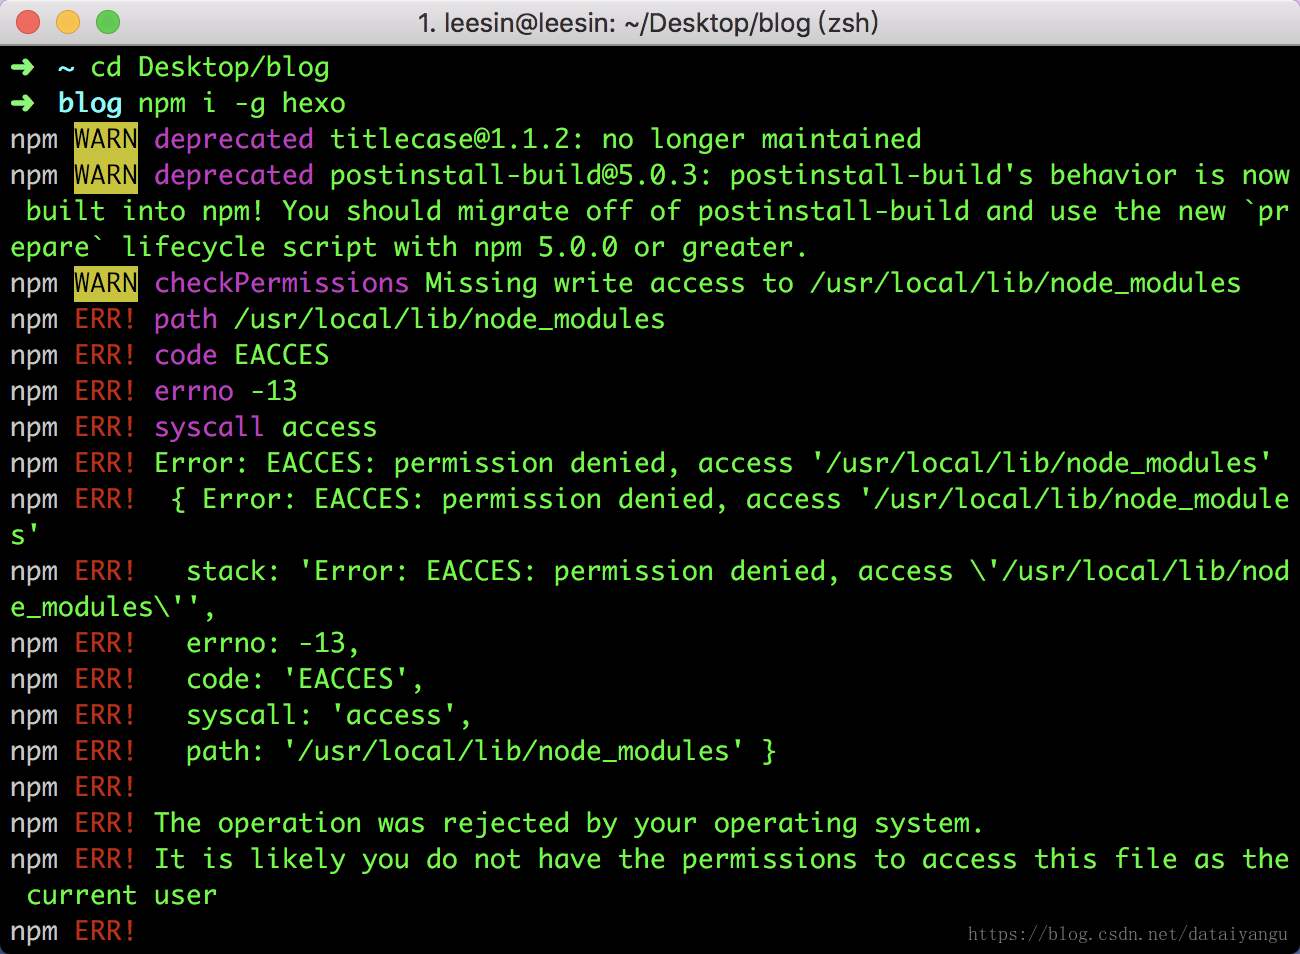 1. leesin@leesin: ~/Desktop/blog (zsh)
➜ ~ cd Desktop/blog
➜ blog npm i -g hexo
npm WARN deprecated titlecase@1.1.2: no longer maintained
npm WARN deprecated postinstall-build@5.0.3: postinstall-build's behavior is now
built into npm! You should migrate off of postinstall-build and use the new `pr
epare` lifecycle script with npm 5.0.0 or greater.
npm WARN checkPermissions Missing write access to /usr/local/lib/node_modules
npm ERR! path /usr/local/lib/node_modules
npm ERR! code EACCES
npm ERR! errno -13
npm ERR! syscall access
npm ERR! Error: EACCES: permission denied, access '/usr/local/lib/node_modules'
npm ERR!  { Error: EACCES: permission denied, access '/usr/local/lib/node_module
s'
npm ERR!   stack: 'Error: EACCES: permission denied, access \'/usr/local/lib/nod
e_modules\'',
npm ERR!   errno: -13,
npm ERR!   code: 'EACCES',
npm ERR!   syscall: 'access',
npm ERR!   path: '/usr/local/lib/node_modules' }
npm ERR!
npm ERR! The operation was rejected by your operating system.
npm ERR! It is likely you do not have the permissions to access this file as the
current user
npm ERR!
https://blog.csdn.net/dataiyangu